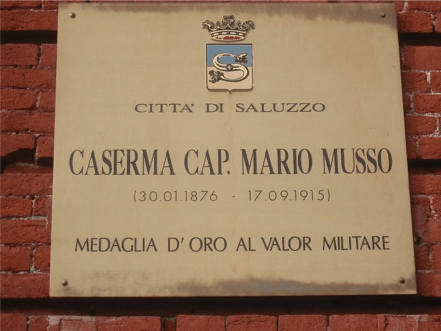 CITTA' DI SALUZZO
CASERMA CAP. MARIO MUSSO
(30.01.1876 - 17.09.1915)
MEDAGLIA D'ORO AL VALOR MILITARE